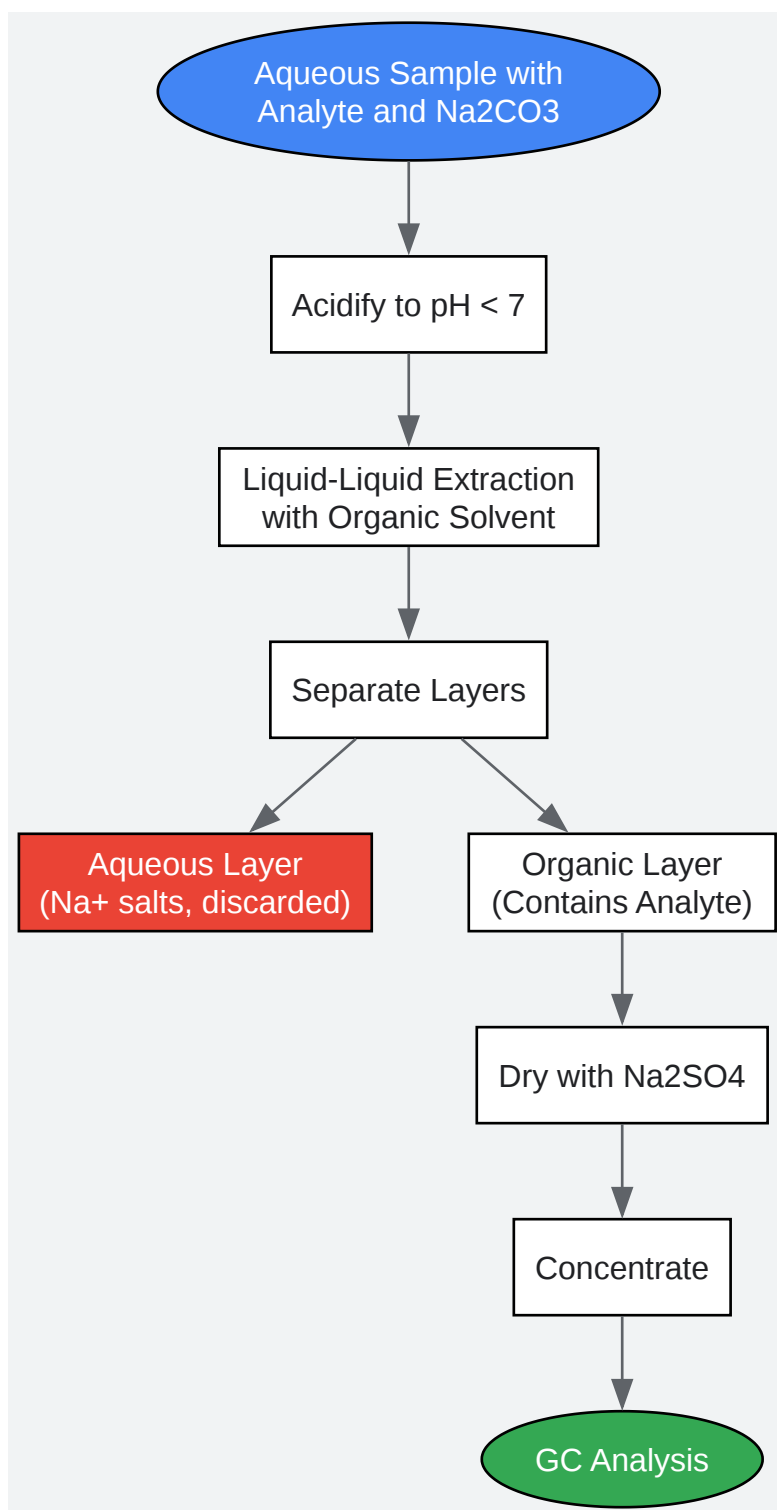 Aqueous Sample with
Analyte and Na2CO3
Acidify to pH < 7
Liquid-Liquid Extraction
with Organic Solvent
Separate Layers
Aqueous Layer
(Na+ salts, discarded)
Organic Layer
(Contains Analyte)
Dry with Na2SO4
Concentrate
GC Analysis